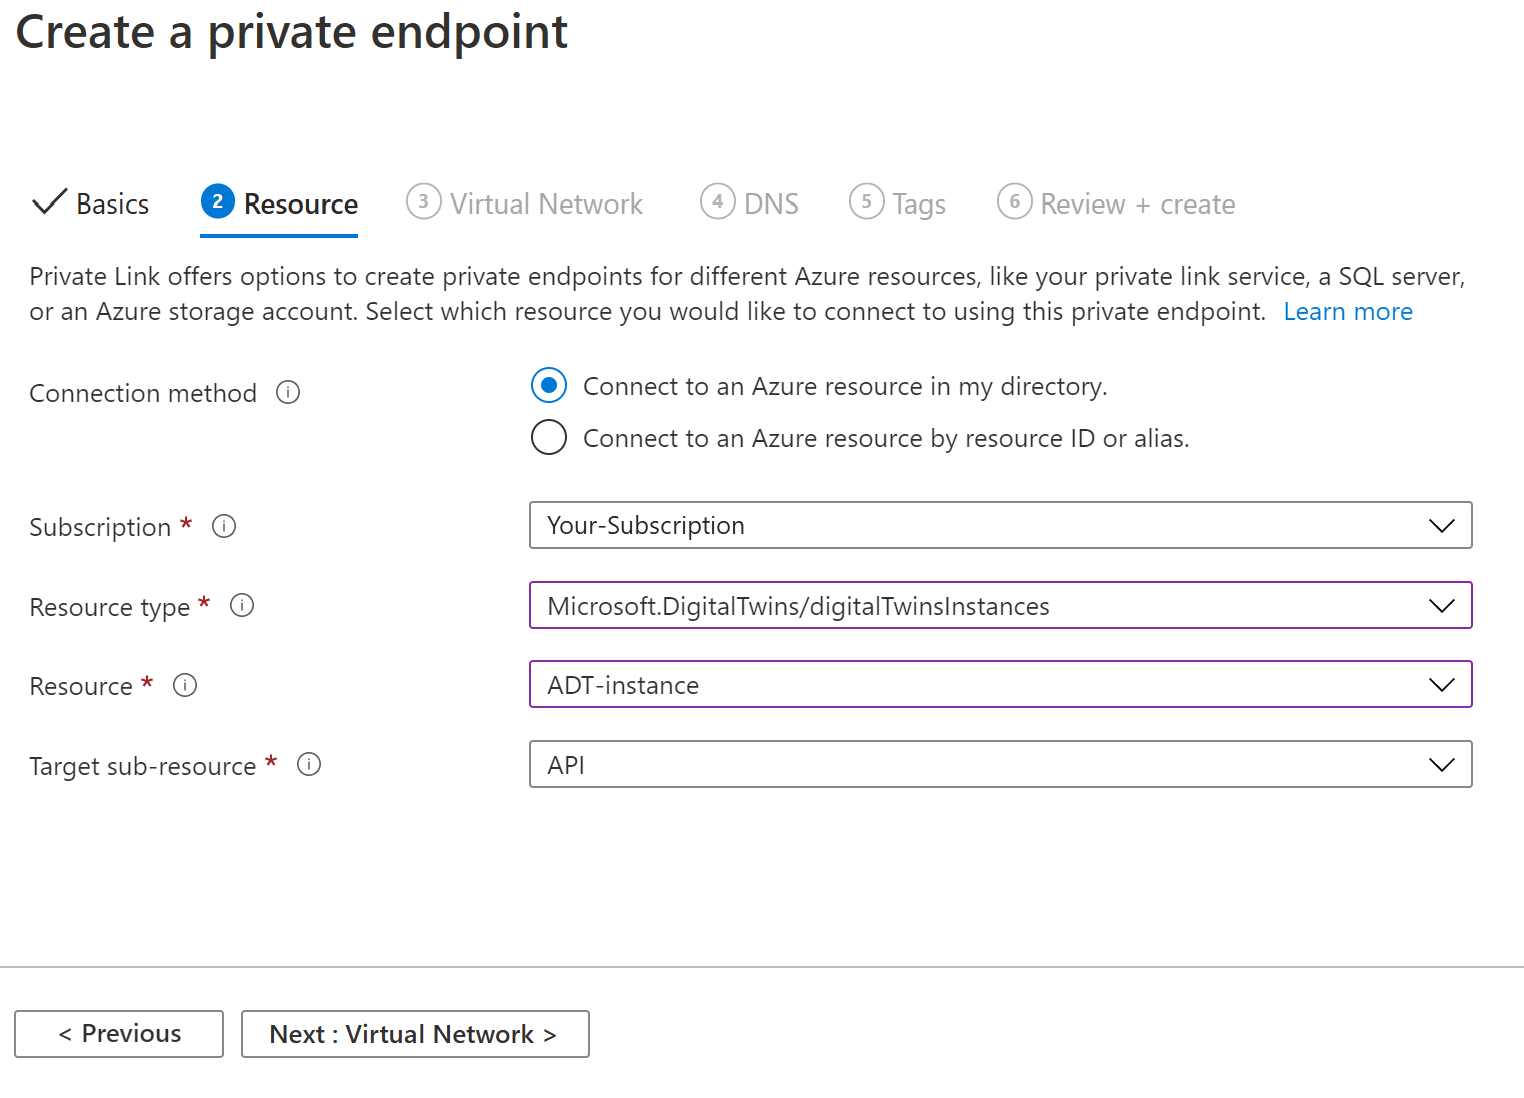 Create a private endpoint
Basics 2 Resource 3 Virtual Network 4 DNS 5 Tags 6 Review + create
Private Link offers options to create private endpoints for different Azure resources, like your private link service, a SQL server,
or an Azure storage account. Select which resource you would like to connect to using this private endpoint. Learn more
Connection method i Connect to an Azure resource in my directory.
Connect to an Azure resource by resource ID or alias.
Subscription * i Your-Subscription
Resource type * i Microsoft.DigitalTwins/digitalTwinsInstances
Resource * i ADT-instance
Target sub-resource * i API
< Previous Next : Virtual Network >